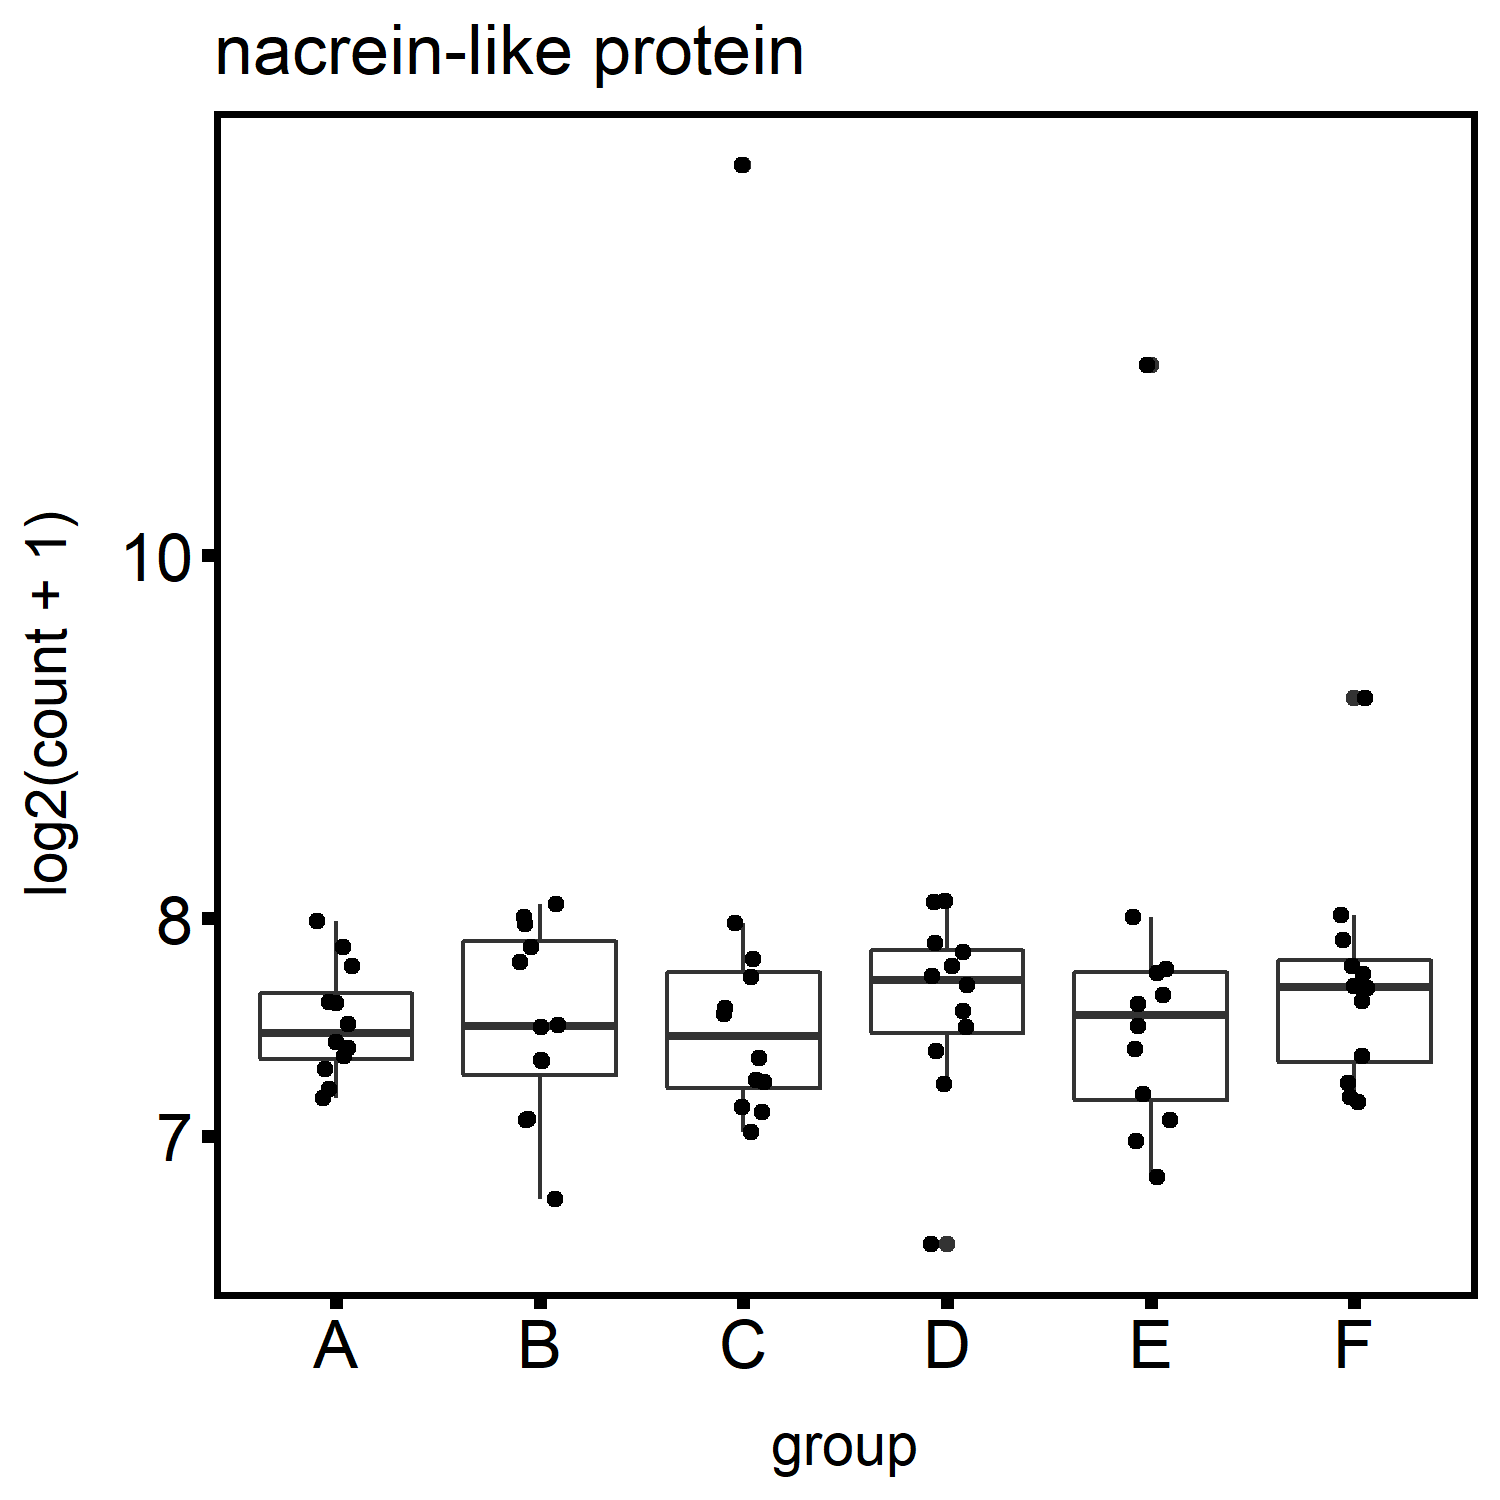 nacrein-like protein
log2(count + 1)
10
8
7
A B C D E F
group